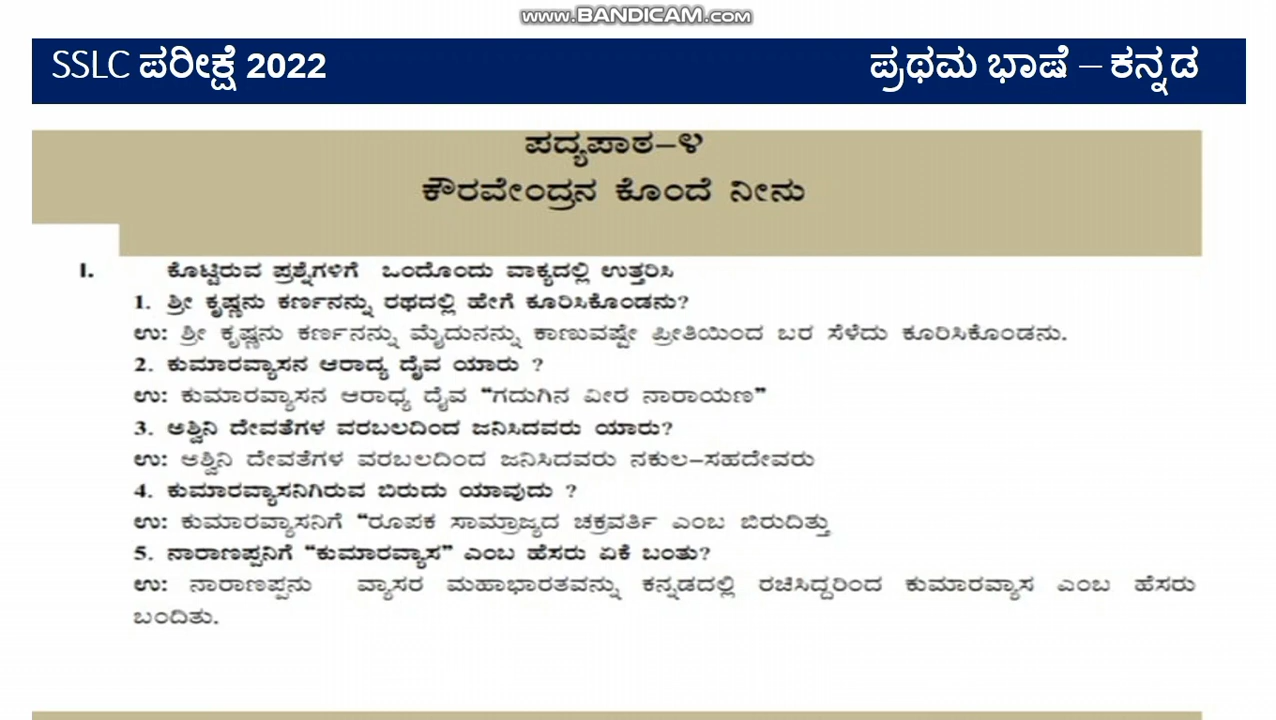 www.BANDICAM.com
SSLC ಪರೀಕ್ಷೆ 2022 ಪ್ರಥಮ ಭಾಷೆ – ಕನ್ನಡ
ಪದ್ಯಪಾಠ-೪
ಕೌರವೇಂದ್ರನ ಕೊಂದೆ ನೀನು
I. ಕೊಟ್ಟಿರುವ ಪ್ರಶ್ನೆಗಳಿಗೆ ಒಂದೊಂದು ವಾಕ್ಯದಲ್ಲಿ ಉತ್ತರಿಸಿ
1. ಶ್ರೀ ಕೃಷ್ಣನು ಕರ್ಣನನ್ನು ರಥದಲ್ಲಿ ಹೇಗೆ ಕೂರಿಸಿಕೊಂಡನು?
ಉ: ಶ್ರೀ ಕೃಷ್ಣನು ಕರ್ಣನನ್ನು ಮೈದುನನ್ನು ಕಾಣುವಷ್ಟೇ ಪ್ರೀತಿಯಿಂದ ಬರ ಸೆಳೆದು ಕೂರಿಸಿಕೊಂಡನು.
2. ಕುಮಾರವ್ಯಾಸನ ಆರಾದ್ಯ ದೈವ ಯಾರು ?
ಉ: ಕುಮಾರವ್ಯಾಸನ ಆರಾಧ್ಯ ದೈವ “ಗದುಗಿನ ವೀರ ನಾರಾಯಣ”
3. ಅಶ್ವಿನಿ ದೇವತೆಗಳ ವರಬಲದಿಂದ ಜನಿಸಿದವರು ಯಾರು?
ಉ: ಅಶ್ವಿನಿ ದೇವತೆಗಳ ವರಬಲದಿಂದ ಜನಿಸಿದವರು ನಕುಲ-ಸಹದೇವರು
4. ಕುಮಾರವ್ಯಾಸನಿಗಿರುವ ಬಿರುದು ಯಾವುದು ?
ಉ: ಕುಮಾರವ್ಯಾಸನಿಗೆ “ರೂಪಕ ಸಾಮ್ರಾಜ್ಯದ ಚಕ್ರವರ್ತಿ ಎಂಬ ಬಿರುದಿತ್ತು
5. ನಾರಾಣಪ್ಪನಿಗೆ “ಕುಮಾರವ್ಯಾಸ” ಎಂಬ ಹೆಸರು ಏಕೆ ಬಂತು?
ಉ: ನಾರಾಣಪ್ಪನು ವ್ಯಾಸರ ಮಹಾಭಾರತವನ್ನು ಕನ್ನಡದಲ್ಲಿ ರಚಿಸಿದ್ದರಿಂದ ಕುಮಾರವ್ಯಾಸ ಎಂಬ ಹೆಸರು
ಬಂದಿತು.